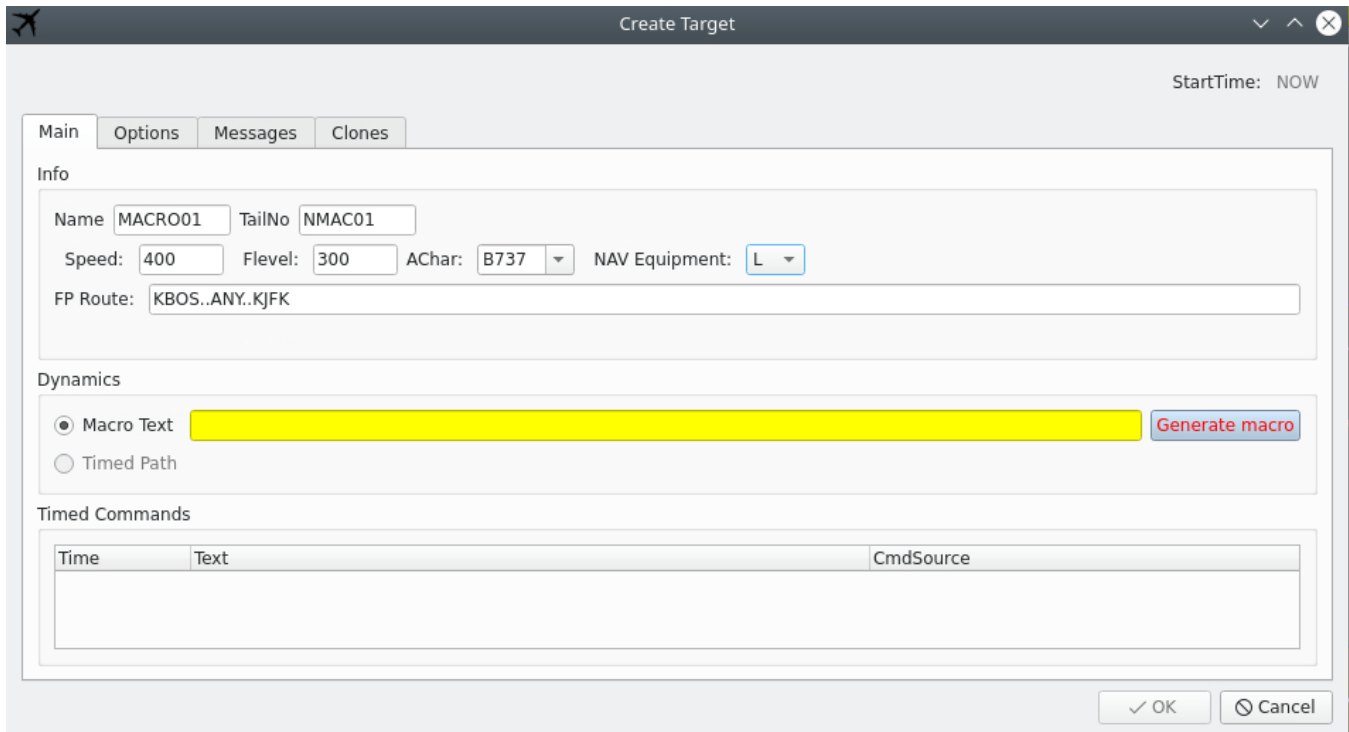 Create Target
StartTime: NOW
Main Options Messages Clones
Info
Name MACRO01 TailNo NMAC01
Speed: 400 Flevel: 300 AChar: B737 NAV Equipment: L
FP Route: KBOS..ANY..KJFK
Dynamics
Macro Text Generate macro
Timed Path
Timed Commands
Time Text CmdSource
OK Cancel